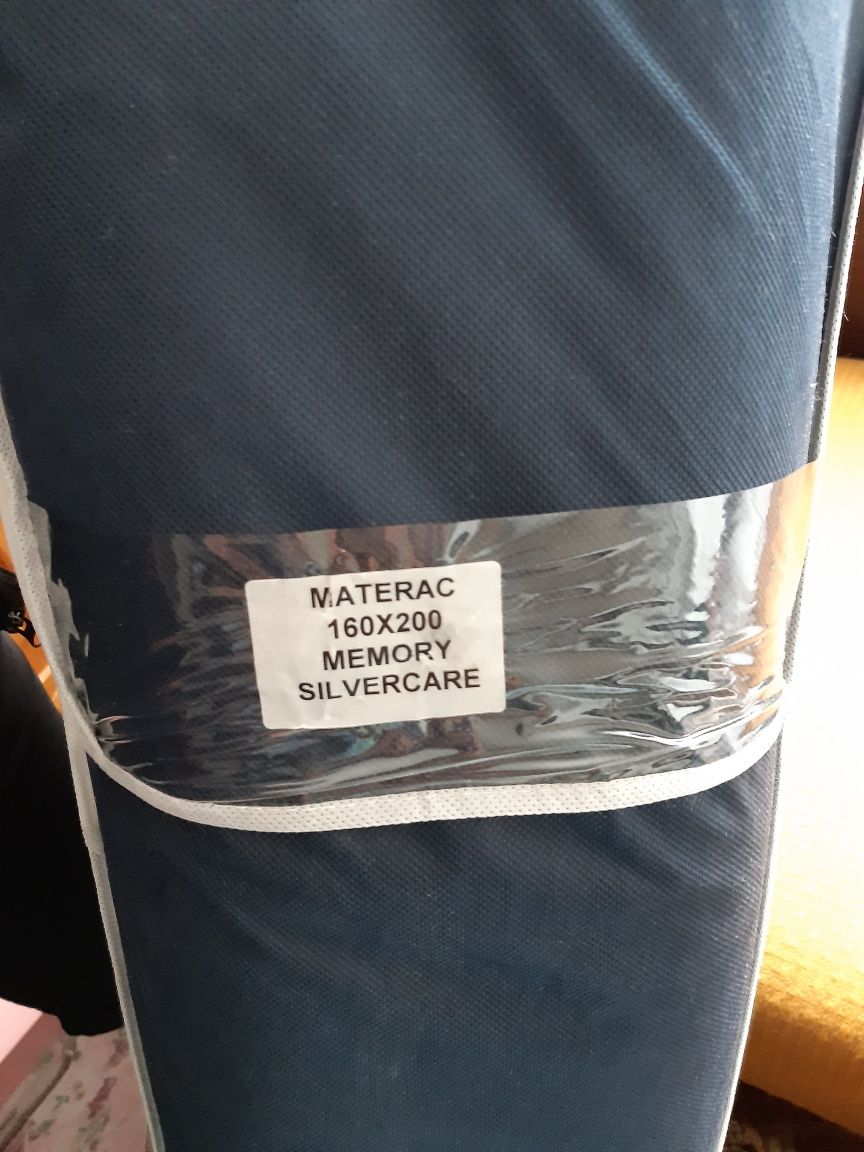 MATERAC
160X200
MEMORY
SILVERCARE